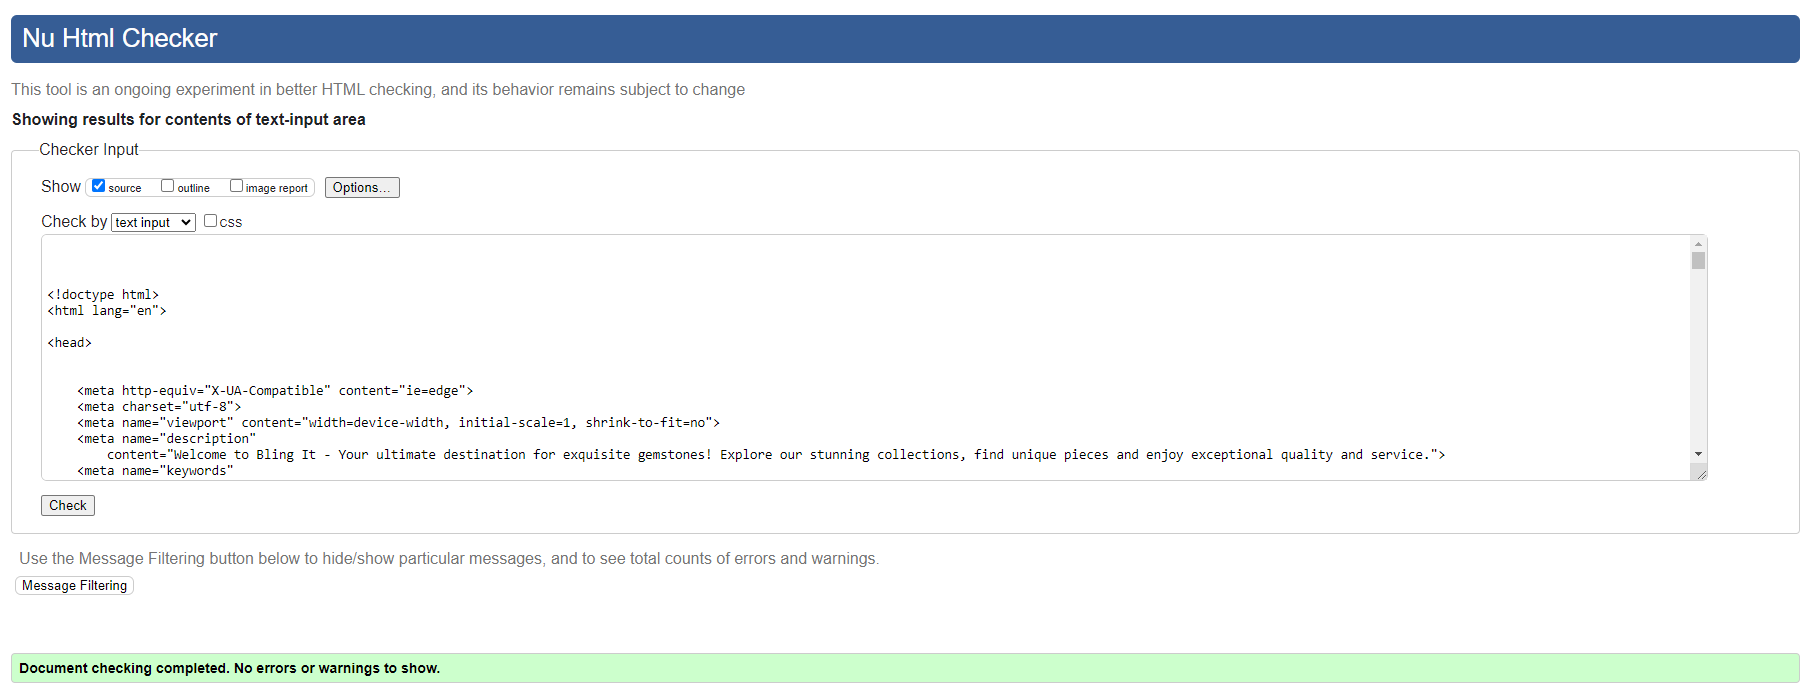 Nu Html Checker
This tool is an ongoing experiment in better HTML checking, and its behavior remains subject to change
Showing results for contents of text-input area
Checker Input
Show source outline image report Options...
Check by text input css
<!doctype html>
<html lang="en">
<head>
<meta http-equiv="X-UA-Compatible" content="ie=edge">
<meta charset="utf-8">
<meta name="viewport" content="width=device-width, initial-scale=1, shrink-to-fit=no">
<meta name="description"
content="Welcome to Bling It - Your ultimate destination for exquisite gemstones! Explore our stunning collections, find unique pieces and enjoy exceptional quality and service.">
<meta name="keywords"
Check
Use the Message Filtering button below to hide/show particular messages, and to see total counts of errors and warnings.
Message Filtering
Document checking completed. No errors or warnings to show.